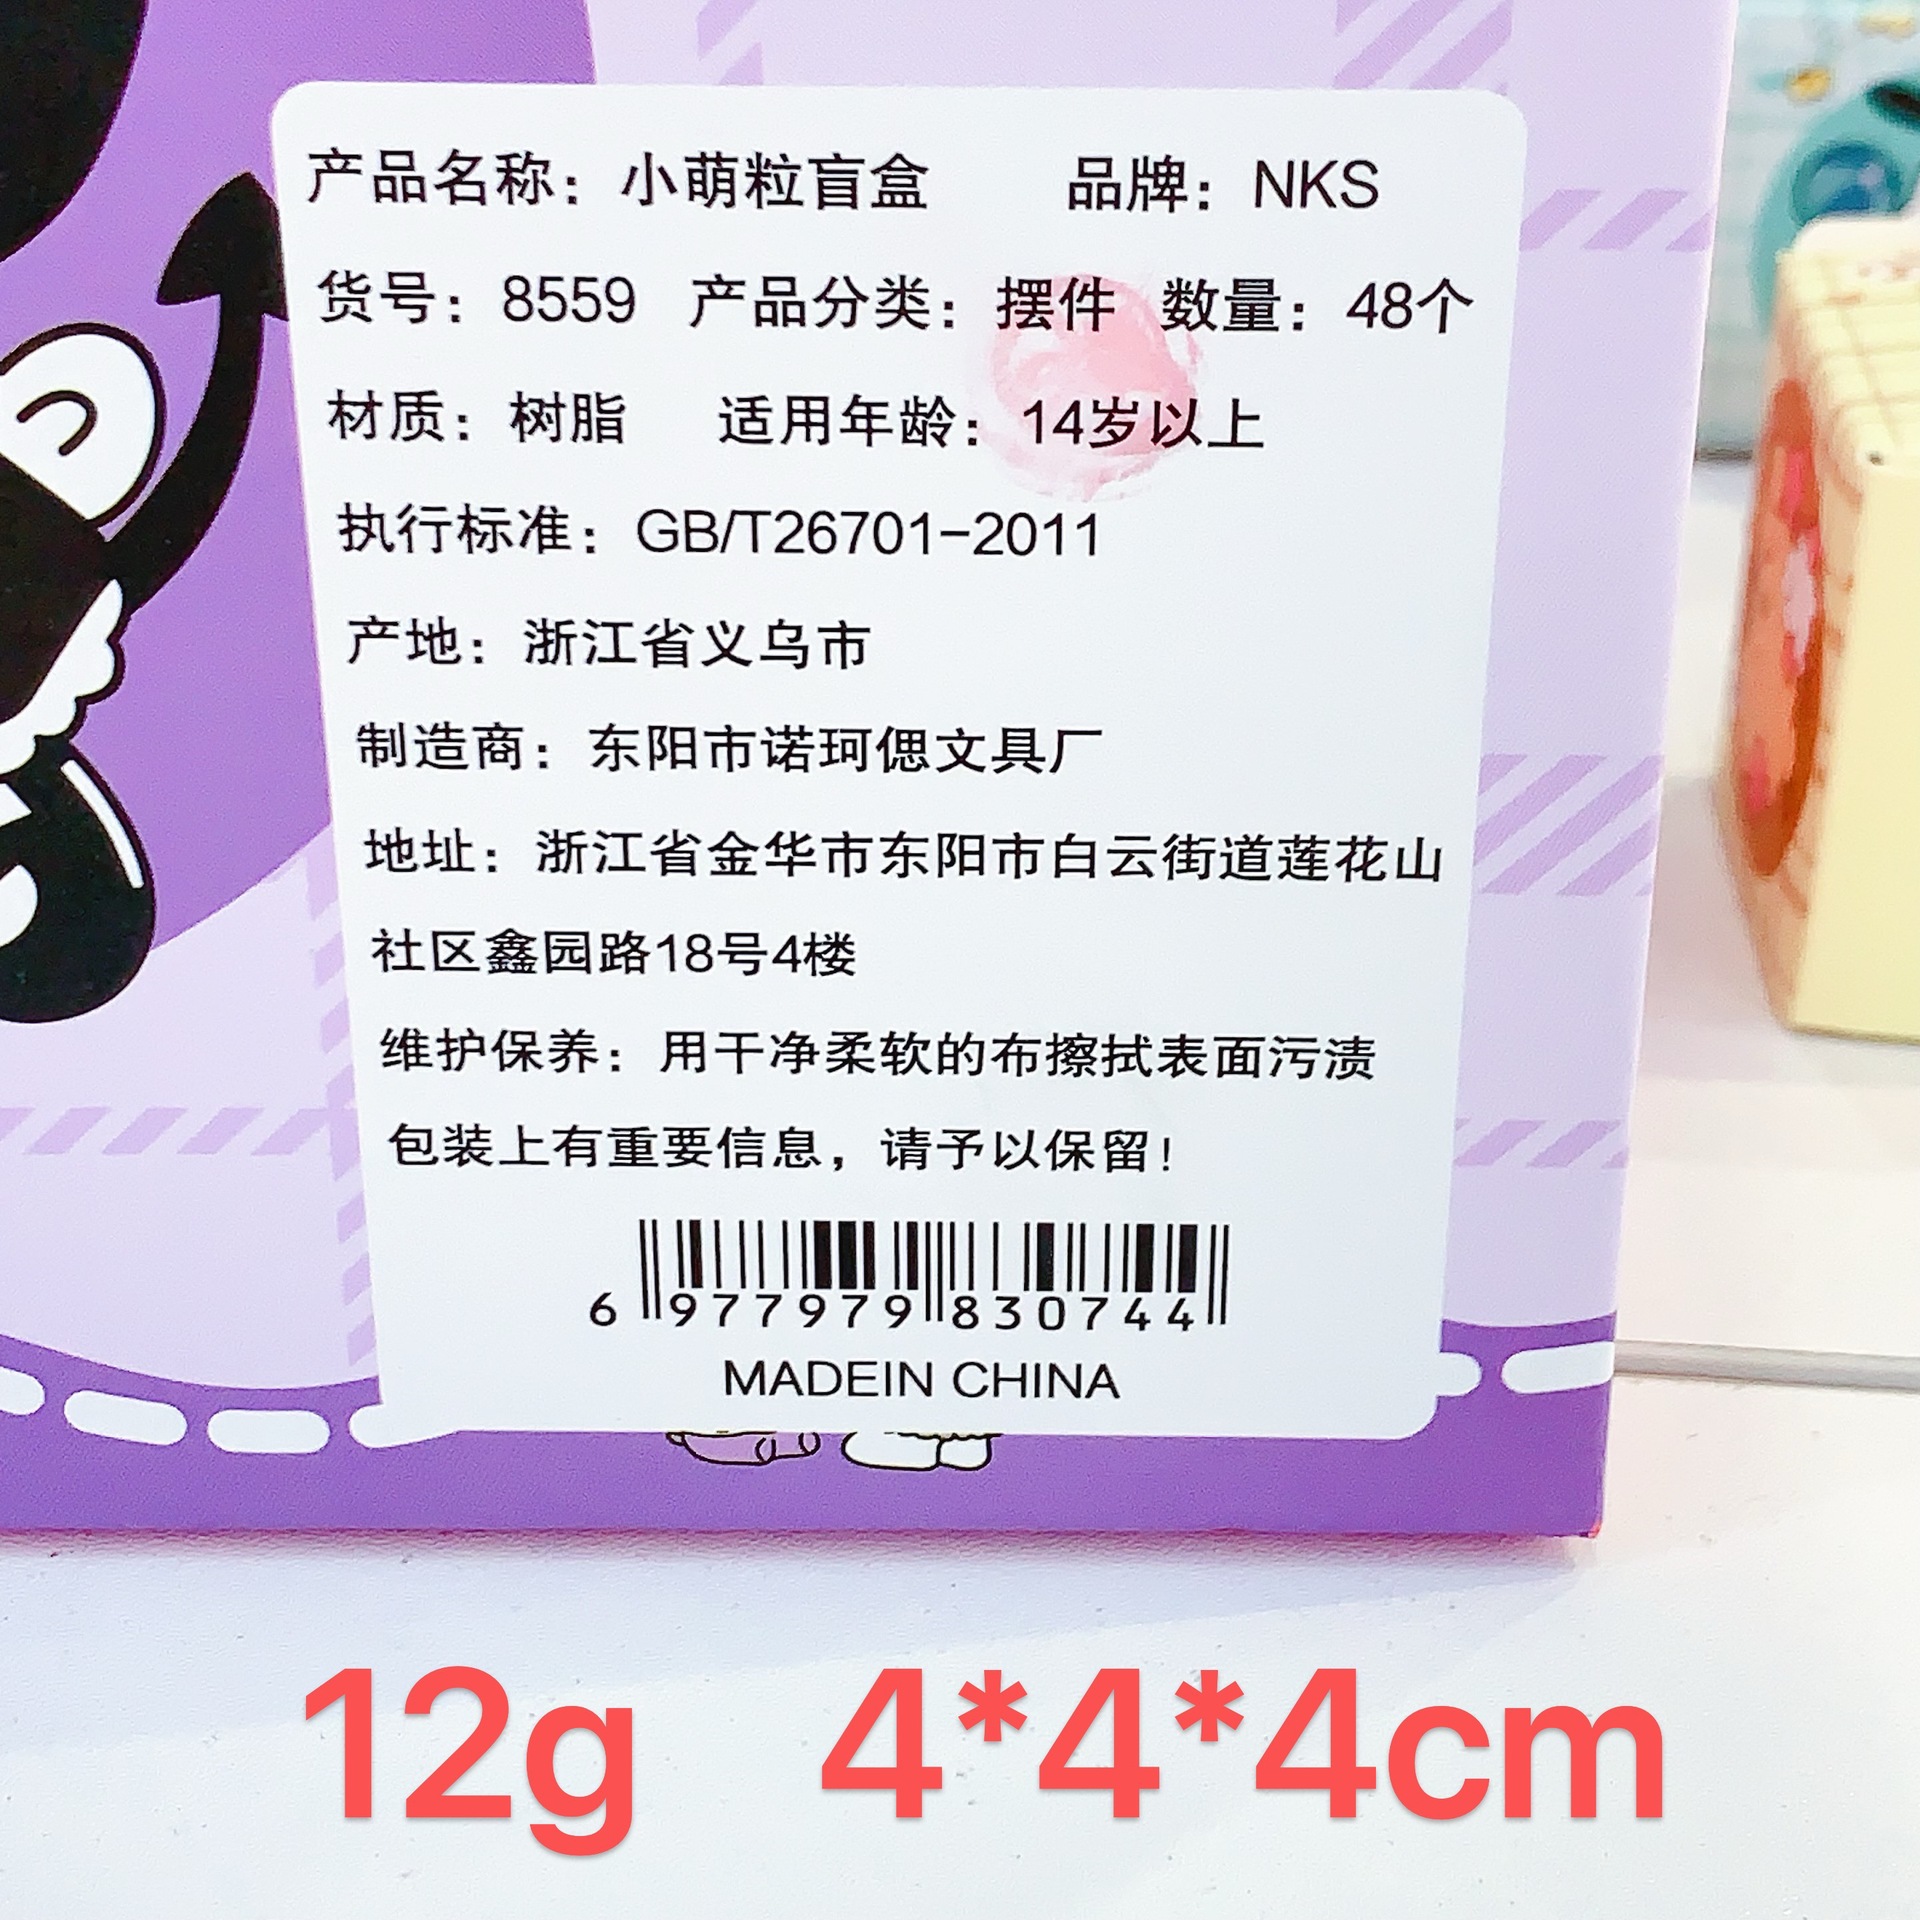 产品名称：小萌粒盲盒 品牌：NKS
货号：8559 产品分类：摆件 数量：48个
材质：树脂 适用年龄：14岁以上
执行标准：GB/T26701-2011
产地：浙江省义乌市
制造商：东阳市诺珂偲文具厂
地址：浙江省金华市东阳市白云街道莲花山
社区鑫园路18号4楼
维护保养：用干净柔软的布擦拭表面污渍
包装上有重要信息，请予以保留！
6 977979 830744
MADEIN CHINA
12g 4*4*4cm